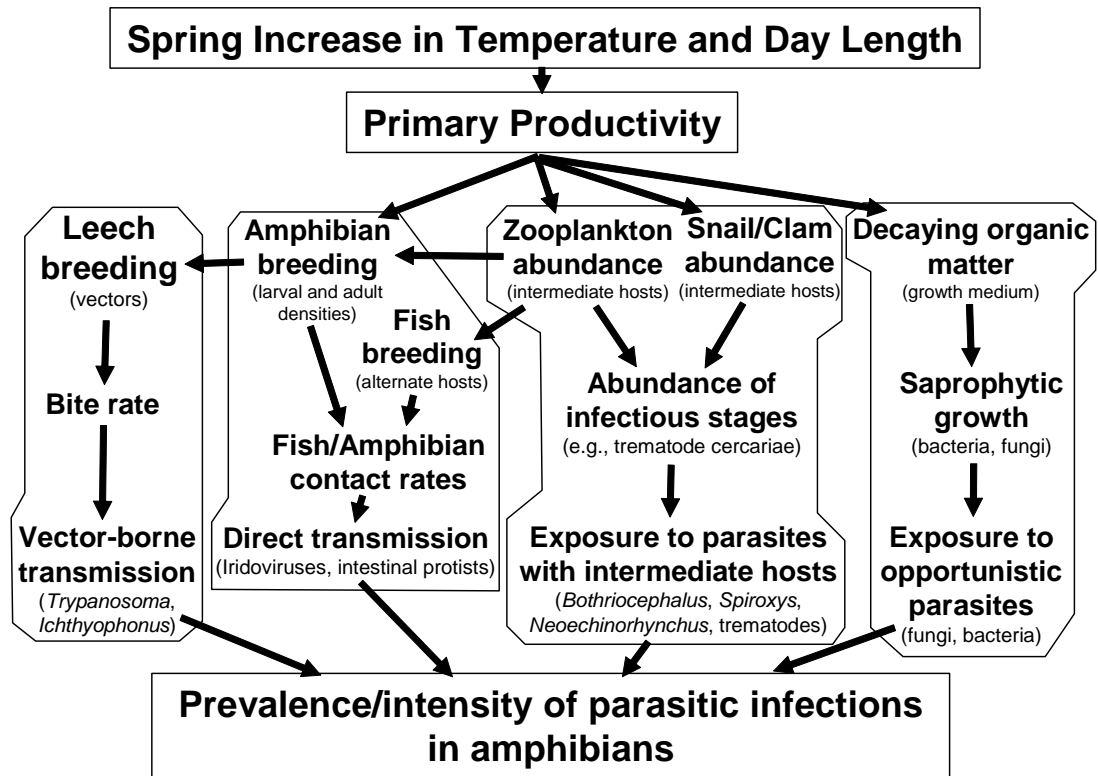 Spring Increase in Temperature and Day Length
Primary Productivity
Leech
breeding
(vectors)
Bite rate
Vector-borne
transmission
(Trypanosoma,
Ichthyophonus)
Amphibian
breeding
(larval and adult
densities)
Fish
breeding
(alternate hosts)
Fish/Amphibian
contact rates
Direct transmission
(Iridoviruses, intestinal protists)
Zooplankton
abundance
(intermediate hosts)
Snail/Clam
abundance
(intermediate hosts)
Abundance of
infectious stages
(e.g., trematode cercariae)
Exposure to parasites
with intermediate hosts
(Bothriocephalus, Spiroxys,
Neoechinorhynchus, trematodes)
Decaying organic
matter
(growth medium)
Saprophytic
growth
(bacteria, fungi)
Exposure to
opportunistic
parasites
(fungi, bacteria)
Prevalence/intensity of parasitic infections
in amphibians